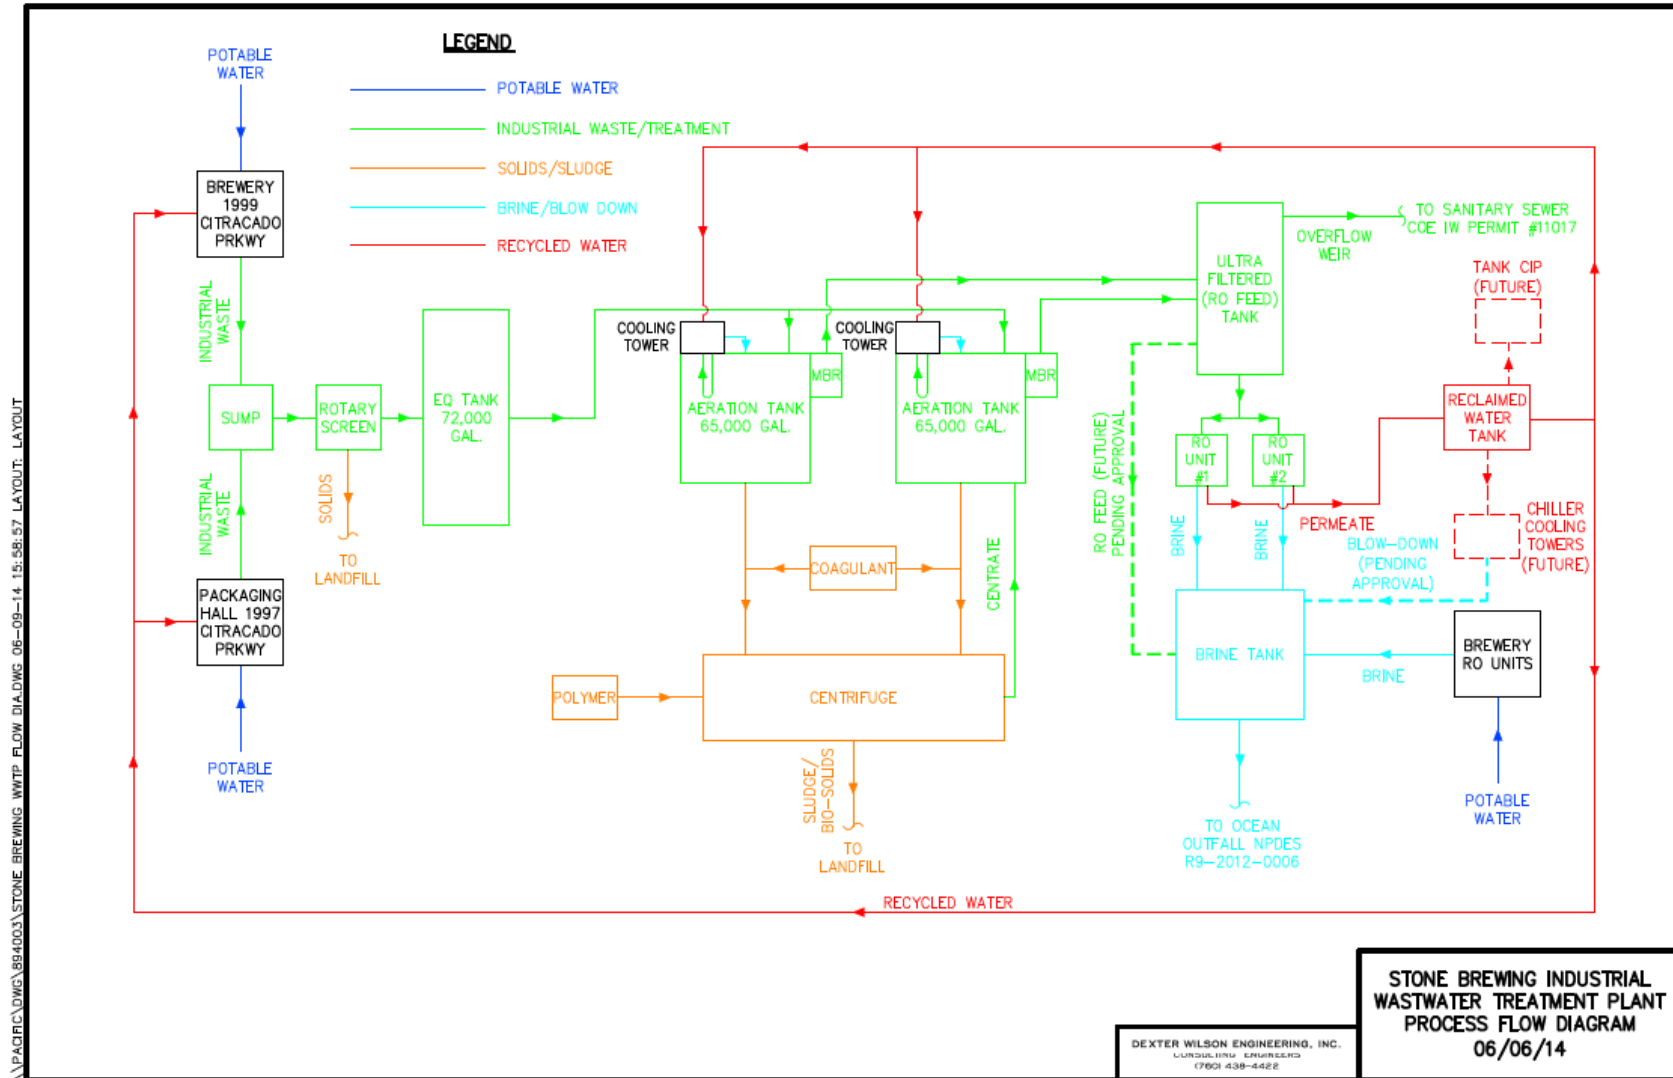 LEGEND
POTABLE WATER
INDUSTRIAL WASTE/TREATMENT
SOLIDS/SLUDGE
BRINE/BLOW DOWN
RECYCLED WATER
POTABLE
WATER
BREWERY
1999
CITRACADO
PRKWY
INDUSTRIAL
WASTE
SUMP
INDUSTRIAL
WASTE
PACKAGING
HALL 1997
CITRACADO
PRKWY
POTABLE
WATER
ROTARY
SCREEN
SOLIDS
TO
LANDFILL
EQ TANK
72,000
GAL.
COOLING
TOWER
MBR
AERATION TANK
65,000 GAL.
COOLING
TOWER
MBR
AERATION TANK
65,000 GAL.
COAGULANT
CENTRATE
POLYMER
CENTRIFUGE
SLUDGE/
BIO-SOLIDS
TO
LANDFILL
ULTRA
FILTERED
(RO FEED)
TANK
OVERFLOW
WEIR
TO SANITARY SEWER
COE IW PERMIT #11017
TANK CIP
(FUTURE)
RECLAIMED
WATER
TANK
RO FEED (FUTURE)
PENDING APPROVAL
RO
UNIT
#1
RO
UNIT
#2
PERMEATE
BRINE
BRINE
CHILLER
COOLING
TOWERS
(FUTURE)
BLOW-DOWN
(PENDING
APPROVAL)
BRINE TANK
BRINE
BREWERY
RO UNITS
POTABLE
WATER
TO OCEAN
OUTFALL NPDES
R9-2012-0006
RECYCLED WATER
STONE BREWING INDUSTRIAL
WASTWATER TREATMENT PLANT
PROCESS FLOW DIAGRAM
06/06/14
DEXTER WILSON ENGINEERING, INC.
CONSULTING ENGINEERS
(760) 438-4422
\\PACIFIC\DWG\894003\STONE BREWING WWTP FLOW DIA.DWG 06-09-14 15:58:57 LAYOUT: LAYOUT